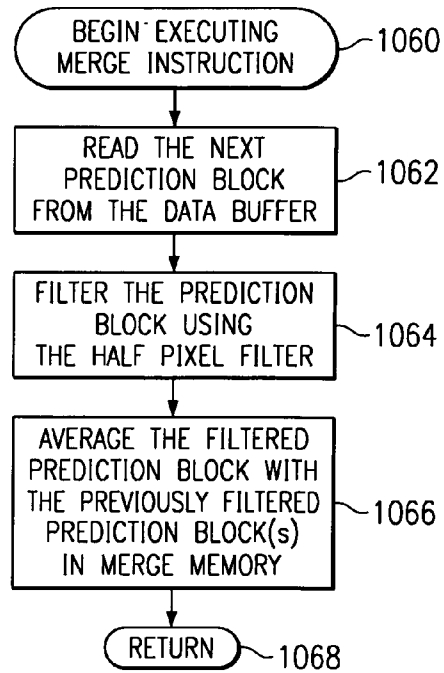 BEGIN EXECUTING
MERGE INSTRUCTION
1060
READ THE NEXT
PREDICTION BLOCK
FROM THE DATA BUFFER
1062
FILTER THE PREDICTION
BLOCK USING
THE HALF PIXEL FILTER
1064
AVERAGE THE FILTERED
PREDICTION BLOCK WITH
THE PREVIOUSLY FILTERED
PREDICTION BLOCK(s)
IN MERGE MEMORY
1066
RETURN
1068